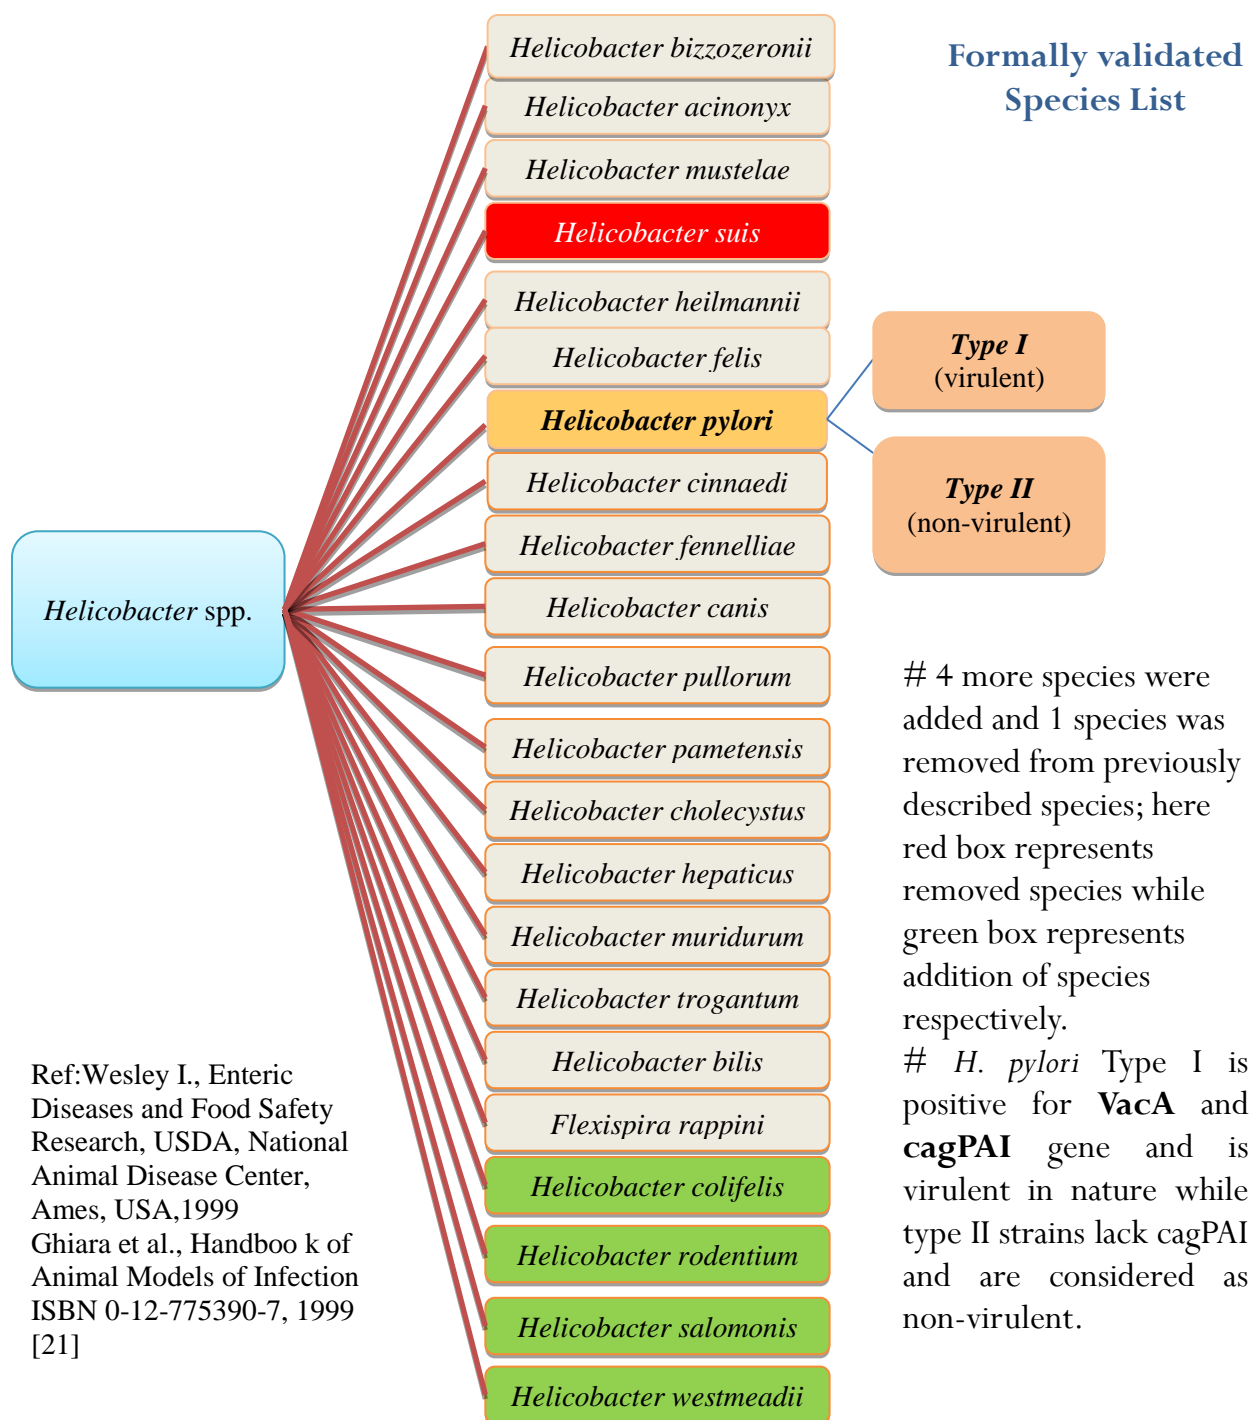 Formally validated
Species List
Helicobacter bizzozeronii
Helicobacter acinonyx
Helicobacter mustelae
Helicobacter suis
Helicobacter heilmannii
Helicobacter felis
Helicobacter pylori
Helicobacter cinnaedi
Helicobacter fennelliae
Helicobacter canis
Helicobacter pullorum
Helicobacter pametensis
Helicobacter cholecystus
Helicobacter hepaticus
Helicobacter muridurum
Helicobacter trogantum
Helicobacter bilis
Flexispira rappini
Helicobacter colifelis
Helicobacter rodentium
Helicobacter salomonis
Helicobacter westmeadii
Helicobacter spp.
Type I
(virulent)
Type II
(non-virulent)
# 4 more species were
added and 1 species was
removed from previously
described species; here
red box represents
removed species while
green box represents
addition of species
respectively.
# H. pylori Type I is
positive for VacA and
cagPAI gene and is
virulent in nature while
type II strains lack cagPAI
and are considered as
non-virulent.
Ref:Wesley I., Enteric
Diseases and Food Safety
Research, USDA, National
Animal Disease Center,
Ames, USA,1999
Ghiara et al., Handboo k of
Animal Models of Infection
ISBN 0-12-775390-7, 1999
[21]